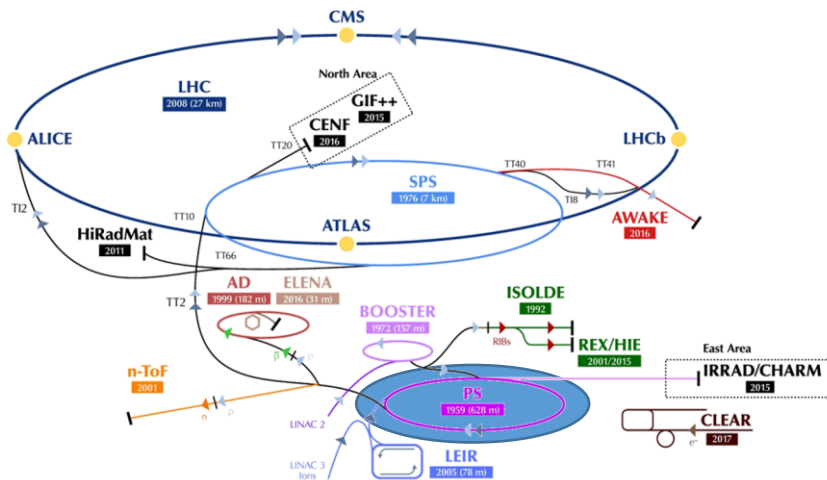 CMS
North Area
LHC
2008 (27 km)
GIF++
2015
CENF
2016
ALICE
LHCb
TT20
TT40
TT41
SPS
1976 (7 km)
TI8
TI2
TT10
ATLAS
AWAKE
2016
HiRadMat
2011
TT66
AD
1999 (182 m)
ELENA
2016 (31 m)
ISOLDE
1992
TT2
BOOSTER
1972 (157 m)
RIBs
REX/HIE
2001/2015
East Area
p
p
IRRAD/CHARM
2015
n-ToF
2001
PS
1959 (628 m)
n
p
CLEAR
2017
LINAC 2
e-
LINAC 3
Ions
LEIR
2005 (78 m)